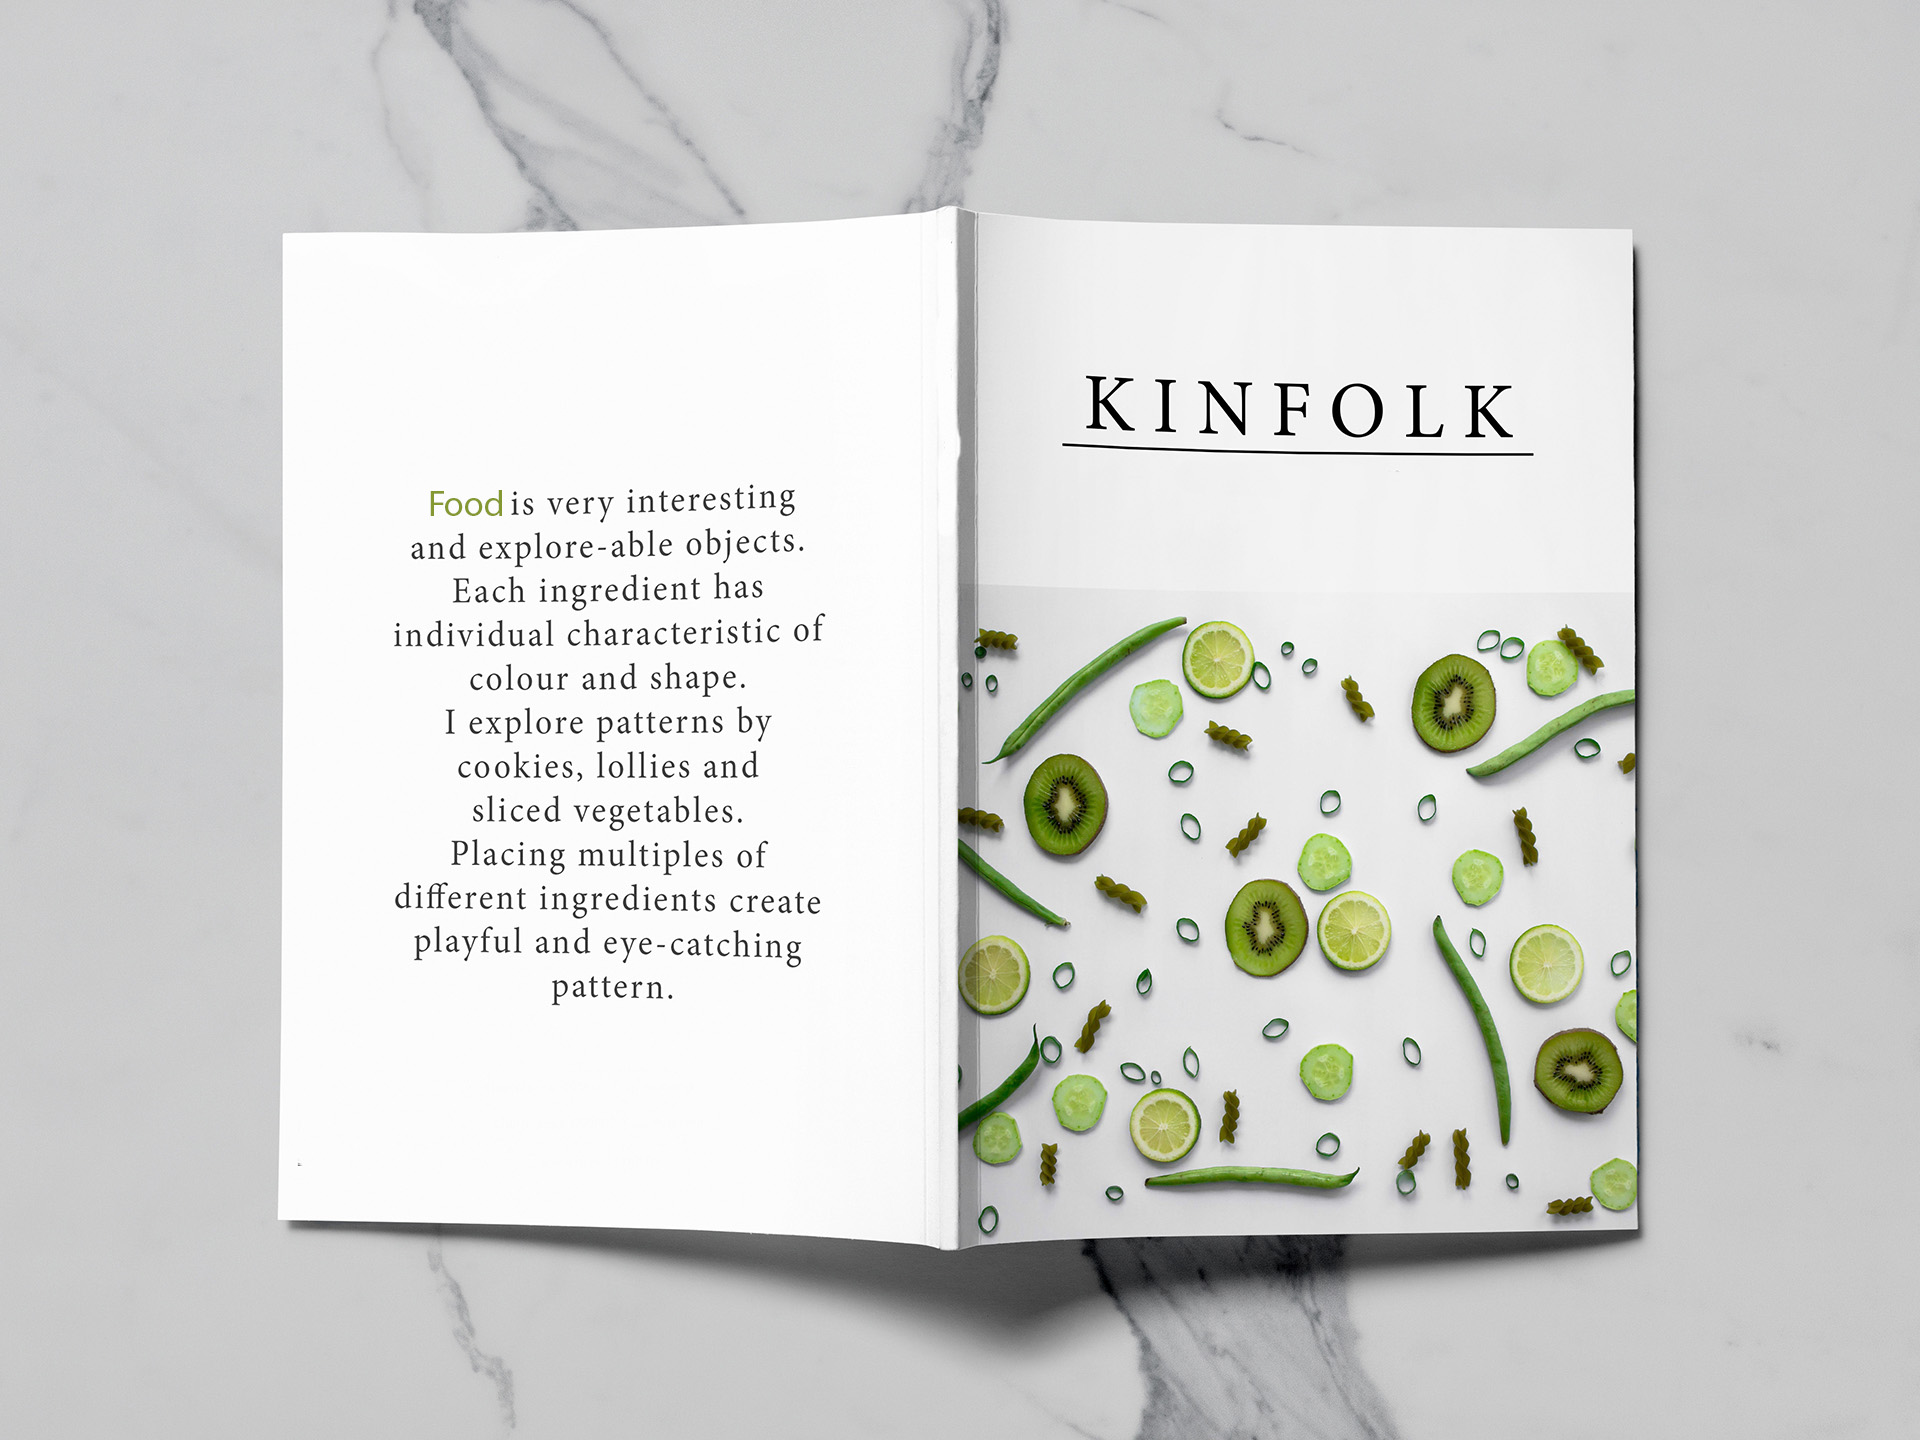 Food is very interesting
and explore-able objects.
Each ingredient has
individual characteristic of
colour and shape.
I explore patterns by
cookies, lollies and
sliced vegetables.
Placing multiples of
different ingredients create
playful and eye-catching
pattern.
KINFOLK